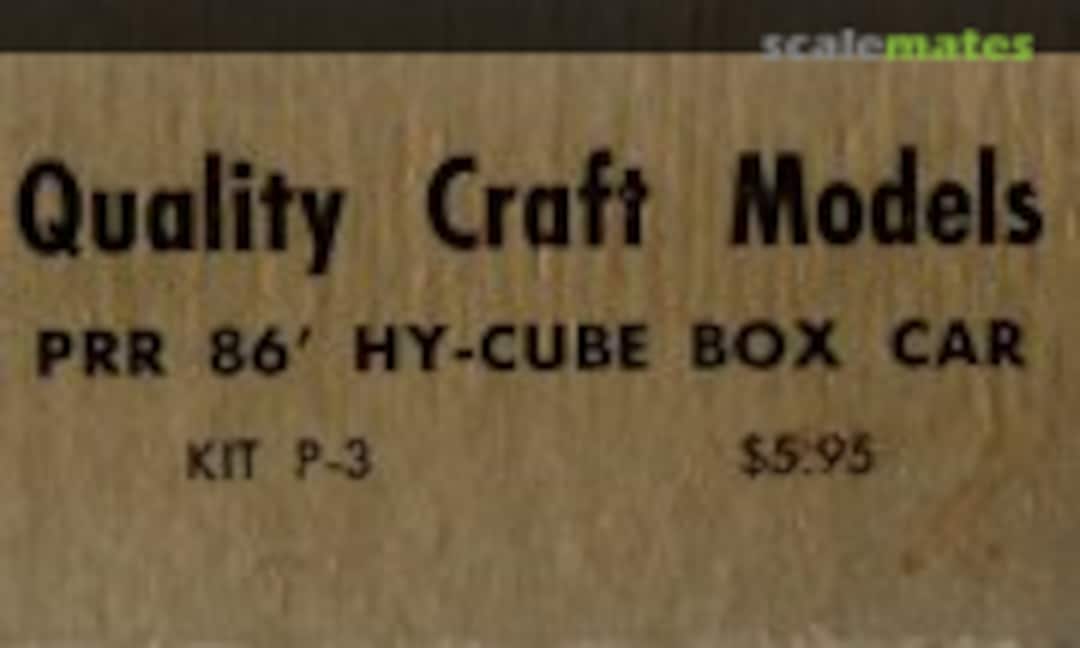 scalemates
Quality Craft Models
PRR 86' HY-CUBE BOX CAR
KIT P-3 $5.95